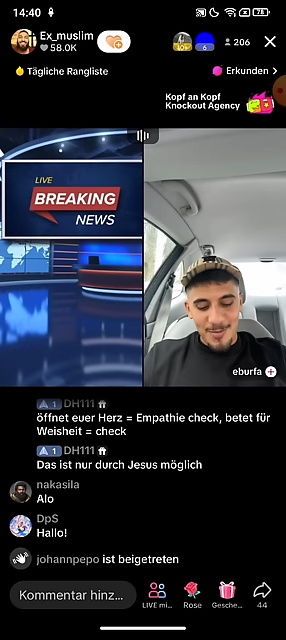 14:40
78
Ex_muslim
58.0K
206
Tägliche Rangliste
Erkunden
Kopf an Kopf
Knockout Agency
LIVE
BREAKING
NEWS
eburfa
1 DH111
öffnet euer Herz = Empathie check, betet für
Weisheit = check
1 DH111
Das ist nur durch Jesus möglich
nakasila
Alo
DpS
Hallo!
johannpepo ist beigetreten
Kommentar hinz...
LIVE mi...
Rose
Gesche...
44